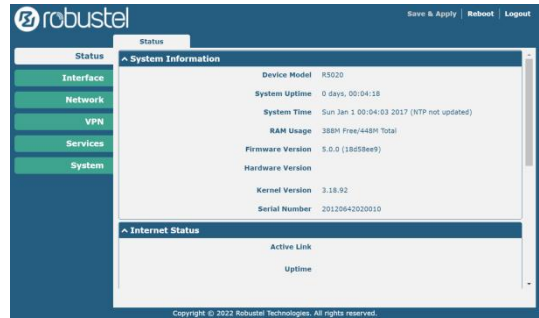 robustel
Save & Apply | Reboot | Logout
Status
Status
Interface
Network
VPN
Services
System
^ System Information
Device Model R5020
System Uptime 0 days, 00:04:18
System Time Sun Jan 1 00:04:03 2017 (NTP not updated)
RAM Usage 388M Free/448M Total
Firmware Version 5.0.0 (18d58ee9)
Hardware Version
Kernel Version 3.18.92
Serial Number 20120642020010
^ Internet Status
Active Link
Uptime
Copyright © 2022 Robustel Technologies. All rights reserved.